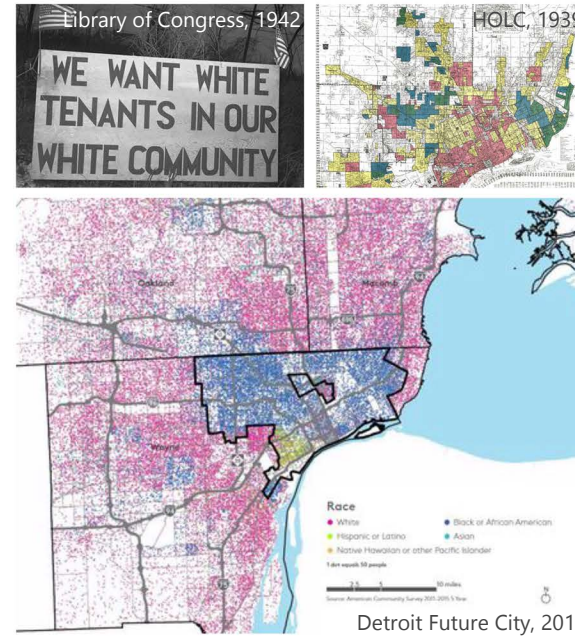 Library of Congress, 1942
WE WANT WHITE
TENANTS IN OUR
WHITE COMMUNITY
HOLC, 1939
Oakland
Macomb
Wayne
Race
White
Black or African American
Hispanic or Latino
Asian
Native Hawaiian or other Pacific Islander
1 dot equals 50 people
2.5 5 10 miles
Source: American Community Survey 2011-2015 5 Year
N
Detroit Future City, 201